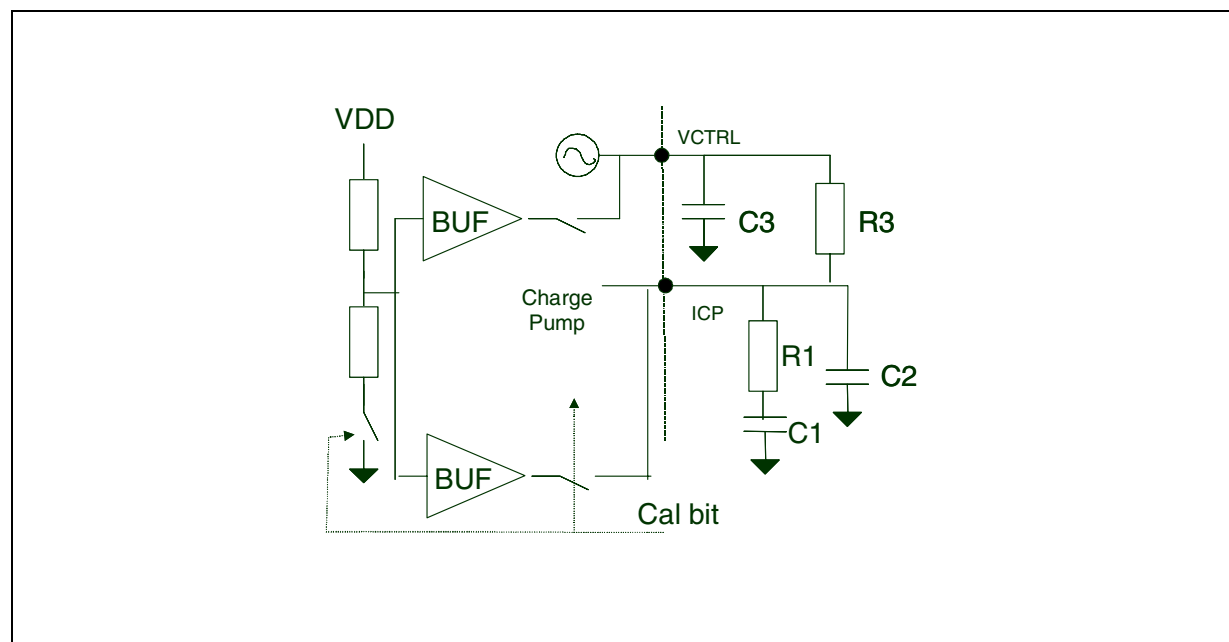 VDD
VCTRL
BUF
C3
R3
Charge
Pump
ICP
R1
C2
C1
BUF
Cal bit